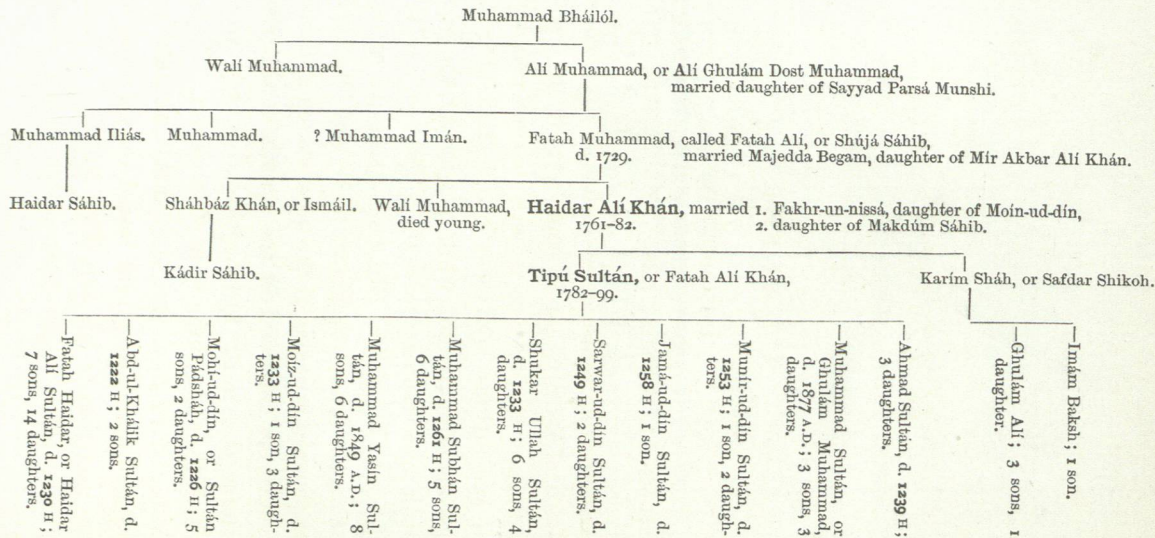 Muhammad Bháilól.
Walí Muhammad.
Alí Muhammad, or Alí Ghulám Dost Muhammad,
married daughter of Sayyad Parsá Munshi.
Muhammad Iliás.
Muhammad.
? Muhammad Imán.
Fatah Muhammad, called Fatah Alí, or Shújá Sáhib,
d. 1729.
married Majedda Begam, daughter of Mír Akbar Alí Khán.
Haidar Sáhib.
Sháhbáz Khán, or Ismáil.
Walí Muhammad,
died young.
Haidar Alí Khán, married 1. Fakhr-un-nissá, daughter of Moín-ud-dín,
1761–82.
2. daughter of Makdúm Sáhib.
Kádir Sáhib.
Tipú Sultán, or Fatah Alí Khán,
1782–99.
Karím Sháh, or Safdar Shikoh.
Fatah Haidar, or Haidar
Alí Sultán, d. 1230 H;
7 sons, 14 daughters.
Abd-ul-Khálik Sultán, d.
1222 H; 2 sons.
Mohí-ud-dín, or Sultán
Pádsháh, d. 1226 H; 5
sons, 2 daughters.
Moíz-ud-dín Sultán, d.
1233 H; 1 son, 3 daugh-
ters.
Muhammad Yasín Sul-
tán, d. 1849 A.D.; 8
sons, 6 daughters.
Muhammad Subhán Sul-
tán, d. 1261 H; 5 sons,
6 daughters.
Shukar Ullah Sultán,
d. 1233 H; 6 sons, 4
daughters.
Sarwar-ud-dín Sultán, d.
1249 H; 2 daughters.
Jamá-ud-dín Sultán, d.
1258 H; 1 son.
Munír-ud-dín Sultán, d.
1253 H; 1 son, 2 daugh-
ters.
Muhammad Sultán, or
Ghulám Muhammad,
d. 1877 A.D.; 3 sons, 3
daughters.
Ahmad Sultán, d. 1239 H;
3 daughters.
Ghulám Alí; 3 sons, 1
daughter.
Imám Baksh; 1 son.